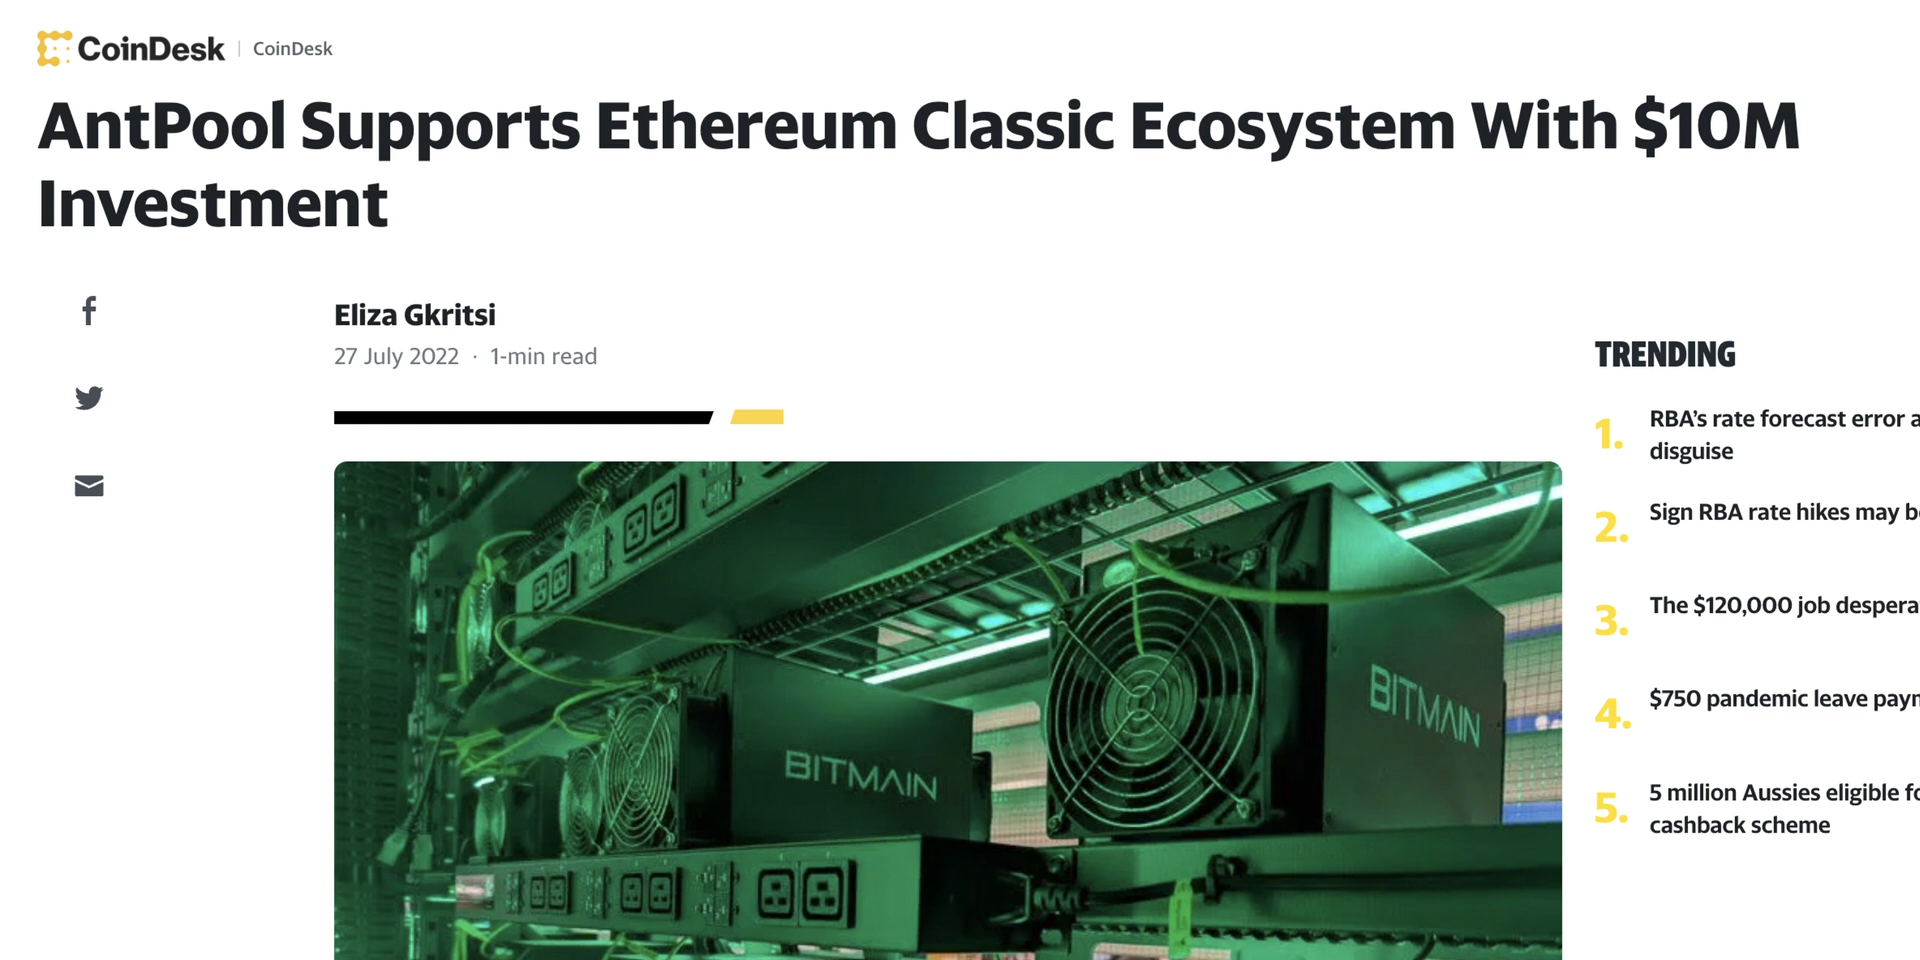 CoinDesk | CoinDesk
AntPool Supports Ethereum Classic Ecosystem With $10M
Investment
Eliza Gkritsi
27 July 2022 · 1-min read
TRENDING
1. RBA’s rate forecast error a
disguise
2. Sign RBA rate hikes may b
3. The $120,000 job despera
4. $750 pandemic leave payn
5. 5 million Aussies eligible fo
cashback scheme
BITMAIN
BITMAIN